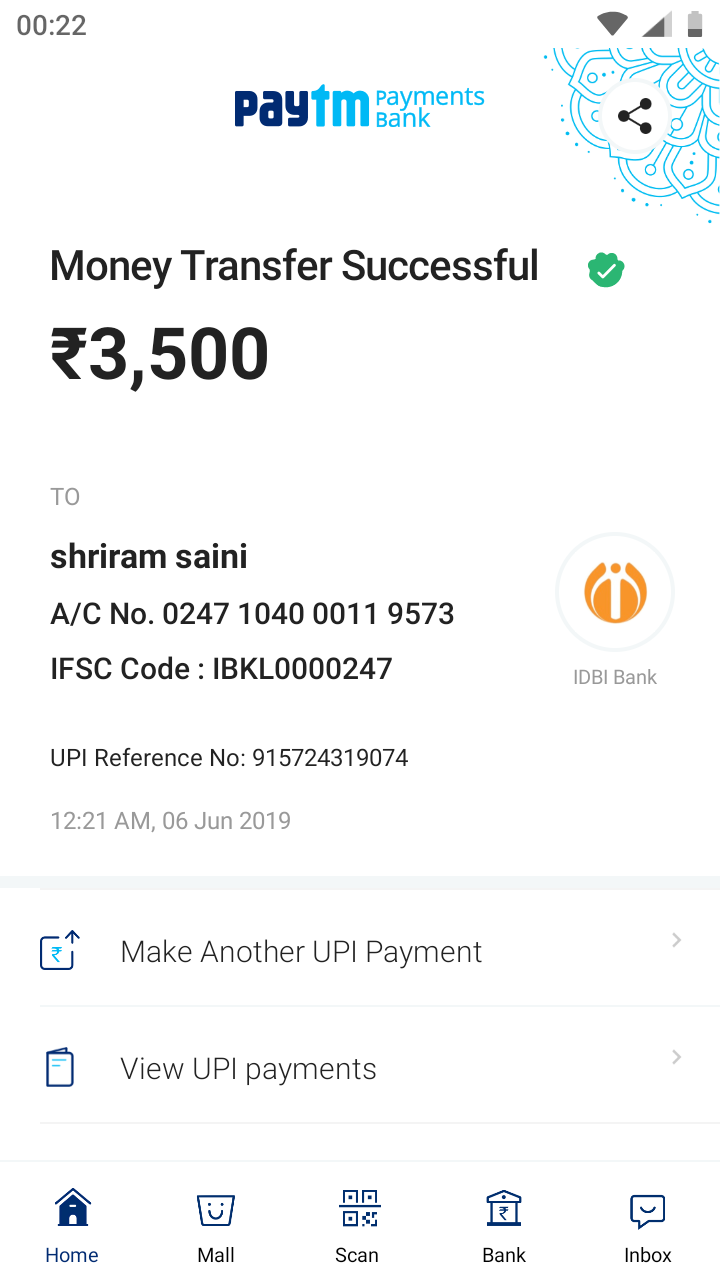 00:22
paytm Payments Bank
Money Transfer Successful
₹3,500
TO
shriram saini
A/C No. 0247 1040 0011 9573
IFSC Code : IBKL0000247
IDBI Bank
UPI Reference No: 915724319074
12:21 AM, 06 Jun 2019
₹
Make Another UPI Payment
View UPI payments
₹
Home
Mall
Scan
Bank
Inbox